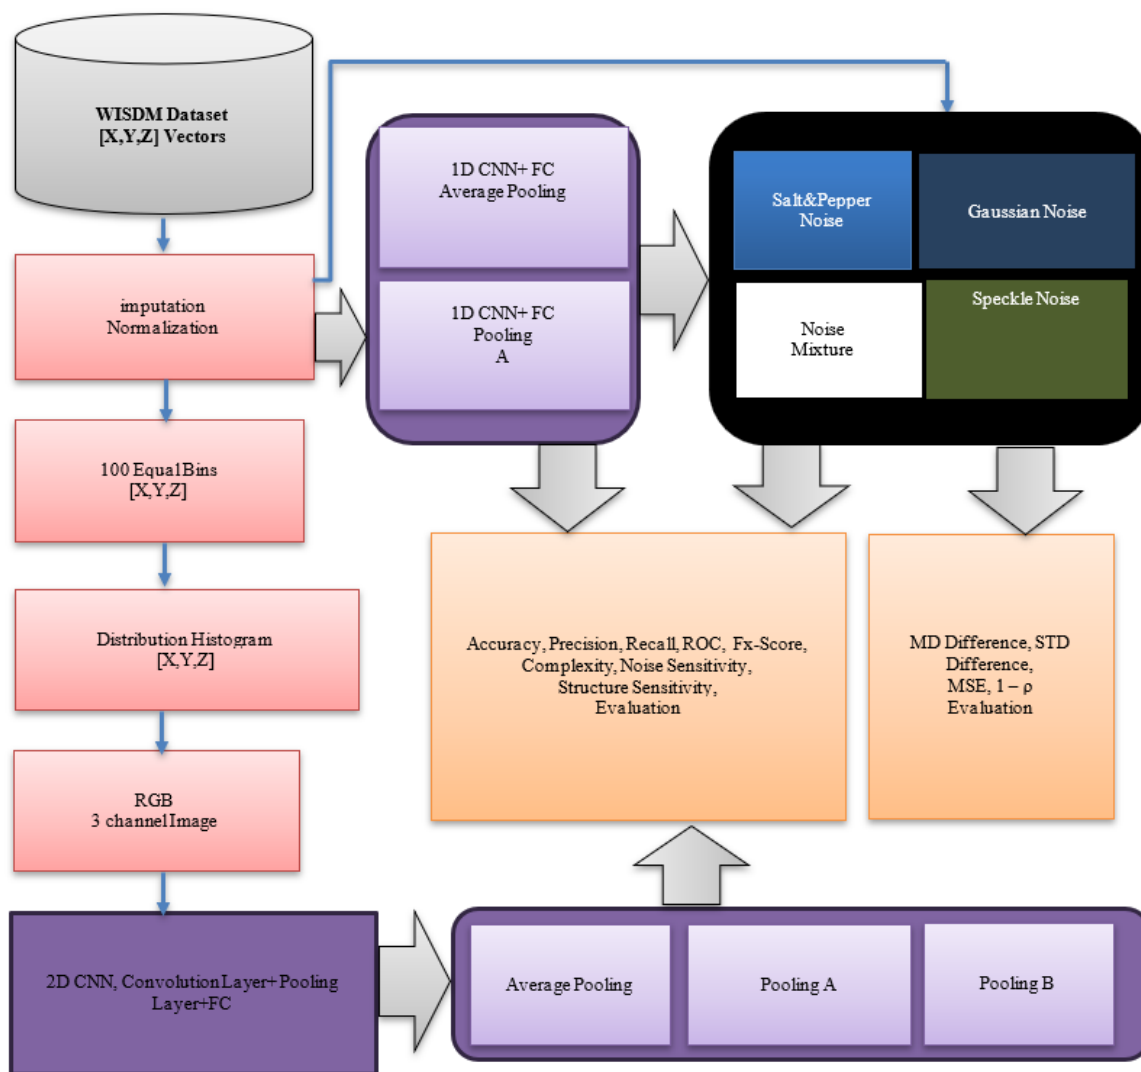 WISDM Dataset
[X,Y,Z] Vectors
imputation
Normalization
100 Equal Bins
[X,Y,Z]
Distribution Histogram
[X,Y,Z]
RGB
3 channel Image
2D CNN, Convolution Layer+ Pooling
Layer+FC
1D CNN+ FC
Average Pooling
1D CNN+ FC
Pooling
A
Salt&Pepper
Noise
Gaussian Noise
Noise
Mixture
Speckle Noise
Accuracy, Precision, Recall, ROC, Fx-Score,
Complexity, Noise Sensitivity,
Structure Sensitivity,
Evaluation
MD Difference, STD
Difference,
MSE, 1 – ρ
Evaluation
Average Pooling
Pooling A
Pooling B